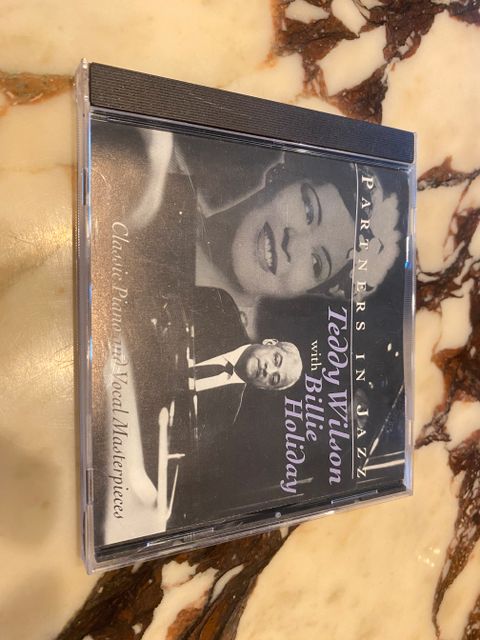 PARTNERS IN JAZZ
Teddy Wilson
with Billie
Holiday
Classic Piano and Vocal Masterpieces